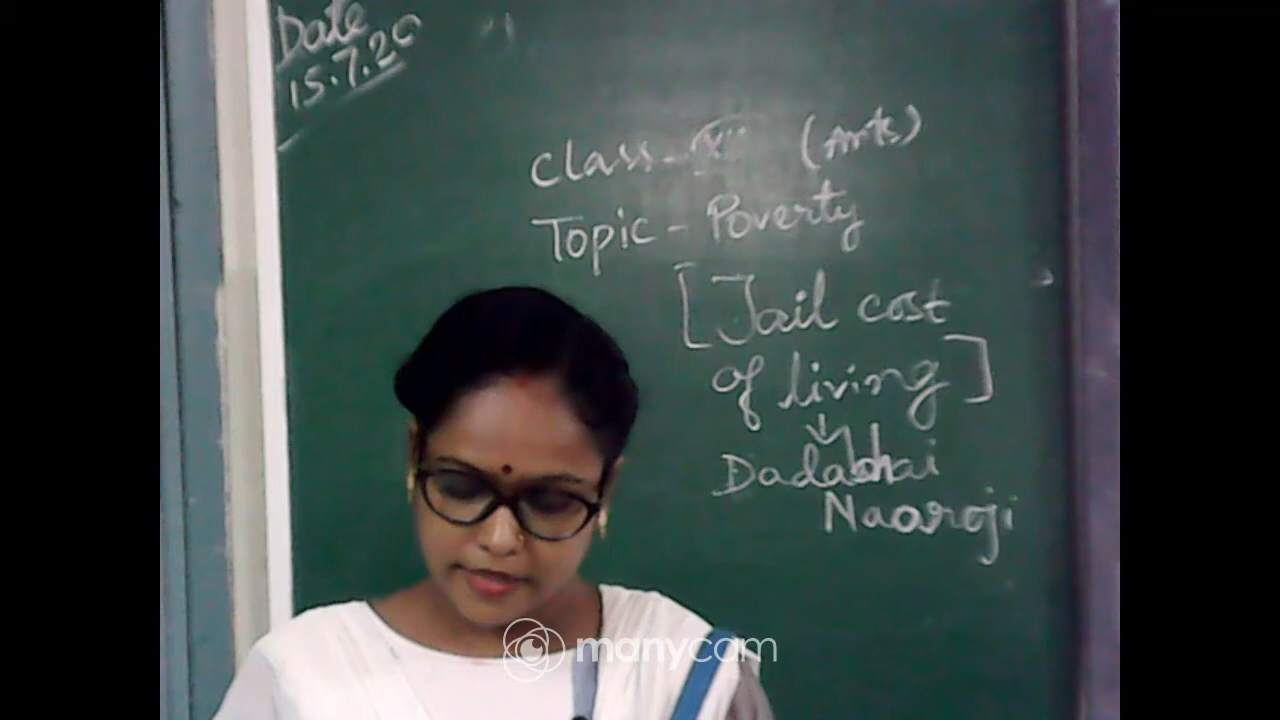 Date
15.7.20
Class - (Arts)
Topic - Poverty
[Jail cost
of living]
Dadabhai
Naoroji
manycam